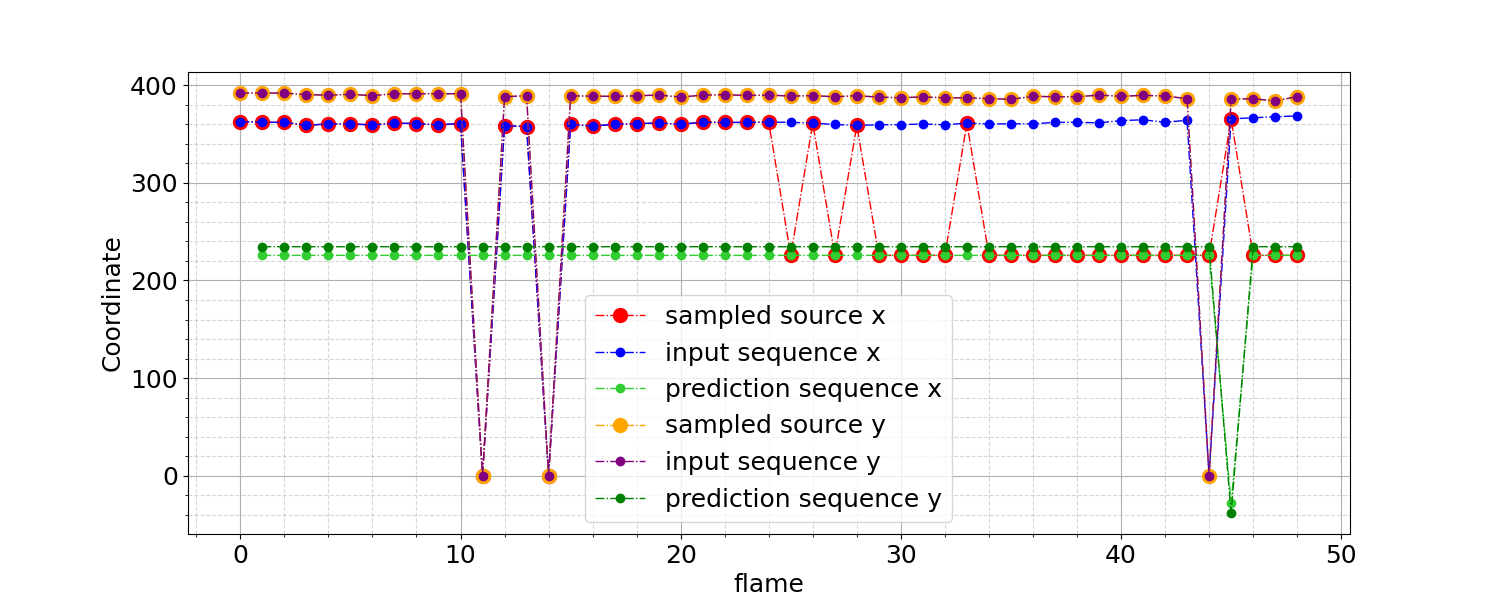 400
300
200
100
0
Coordinate
0
10
20
30
40
50
flame
sampled source x
input sequence x
prediction sequence x
sampled source y
input sequence y
prediction sequence y